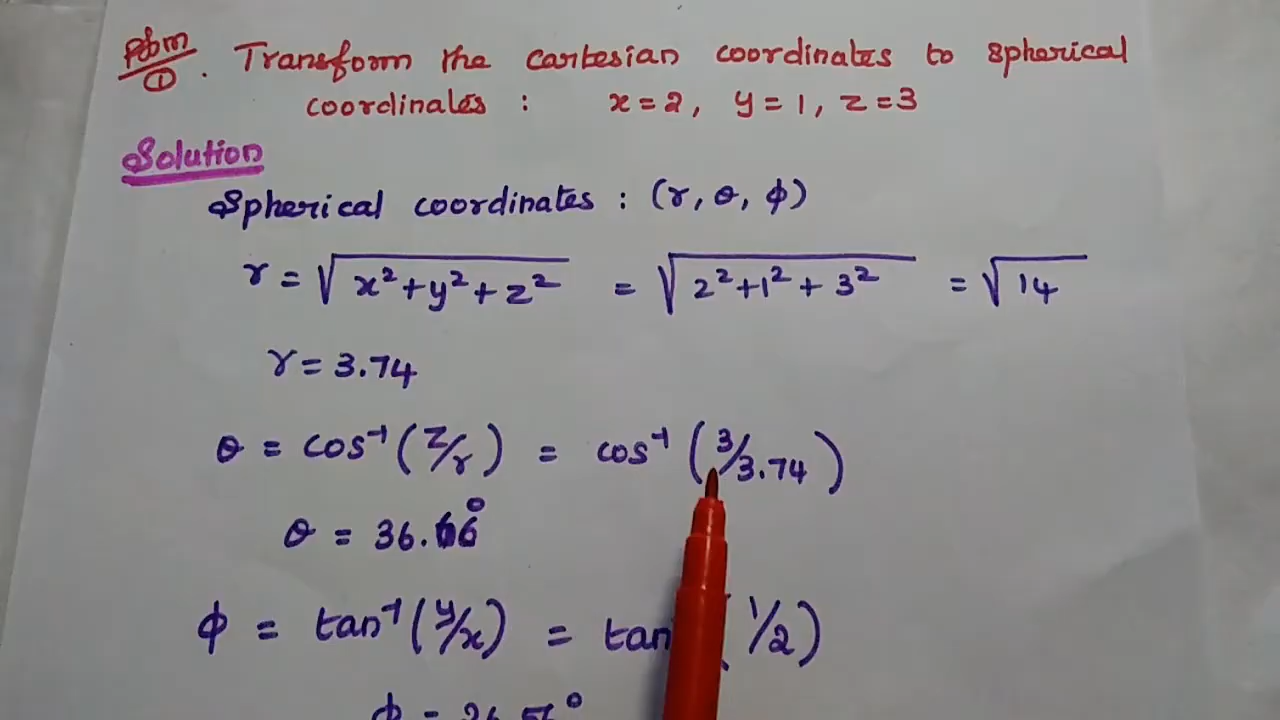 Pbm ①. Transform the cartesian coordinates to spherical
coordinates : x = 2, y = 1, z = 3
Solution
Spherical coordinates : (r, θ, ϕ)
r = √x²+y²+z² = √2²+1²+3² = √14
r = 3.74
θ = cos⁻¹(z/r) = cos⁻¹(3/3.74)
θ = 36.66°
ϕ = tan⁻¹(y/x) = tan (1/2)
ϕ = 26.56°